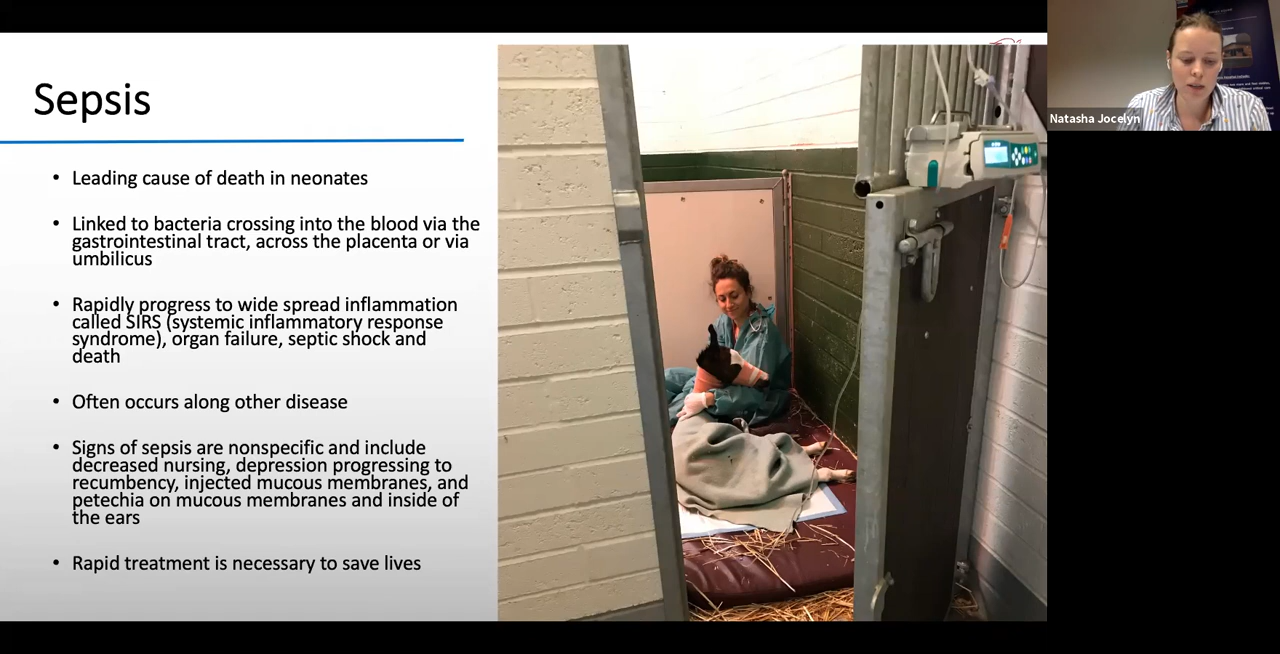 Sepsis
• Leading cause of death in neonates
• Linked to bacteria crossing into the blood via the
gastrointestinal tract, across the placenta or via
umbilicus
• Rapidly progress to wide spread inflammation
called SIRS (systemic inflammatory response
syndrome), organ failure, septic shock and
death
• Often occurs along other disease
• Signs of sepsis are nonspecific and include
decreased nursing, depression progressing to
recumbency, injected mucous membranes, and
petechia on mucous membranes and inside of
the ears
• Rapid treatment is necessary to save lives
Natasha Jocelyn